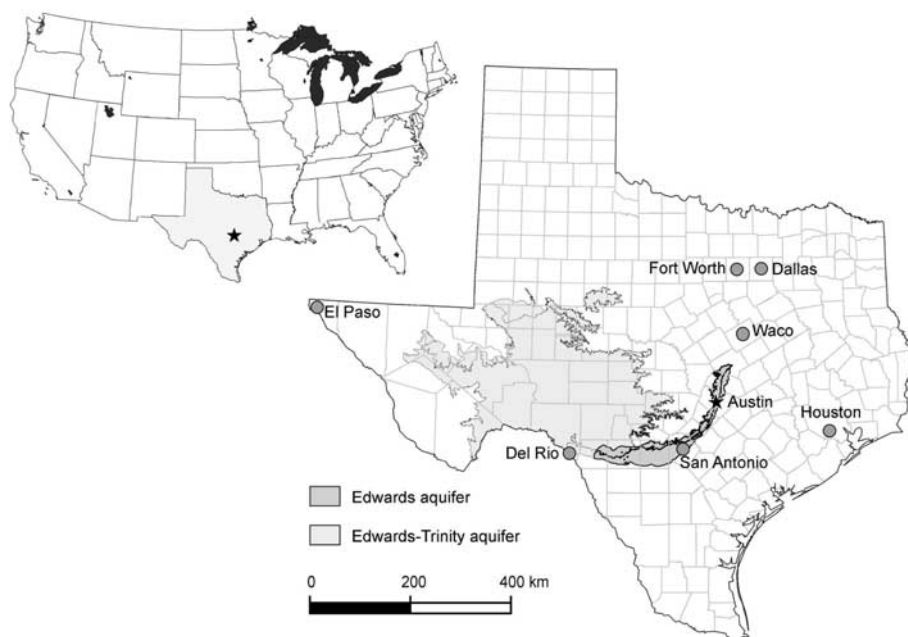 Fort Worth
Dallas
El Paso
Waco
Austin
Houston
Del Rio
San Antonio
Edwards aquifer
Edwards-Trinity aquifer
0 200 400 km